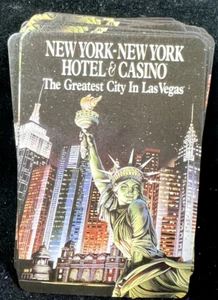 NEW YORK-NEW YORK
HOTEL & CASINO
The Greatest City In Las Vegas